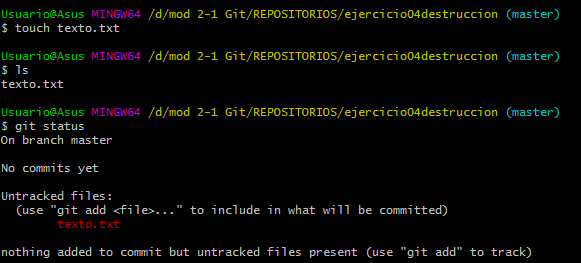 Usuario@Asus MINGW64 /d/mod 2-1 Git/REPOSITORIOS/ejercicio04destruccion (master)
$ touch texto.txt
Usuario@Asus MINGW64 /d/mod 2-1 Git/REPOSITORIOS/ejercicio04destruccion (master)
$ ls
texto.txt
Usuario@Asus MINGW64 /d/mod 2-1 Git/REPOSITORIOS/ejercicio04destruccion (master)
$ git status
On branch master
No commits yet
Untracked files:
  (use "git add <file>..." to include in what will be committed)
        texto.txt
nothing added to commit but untracked files present (use "git add" to track)